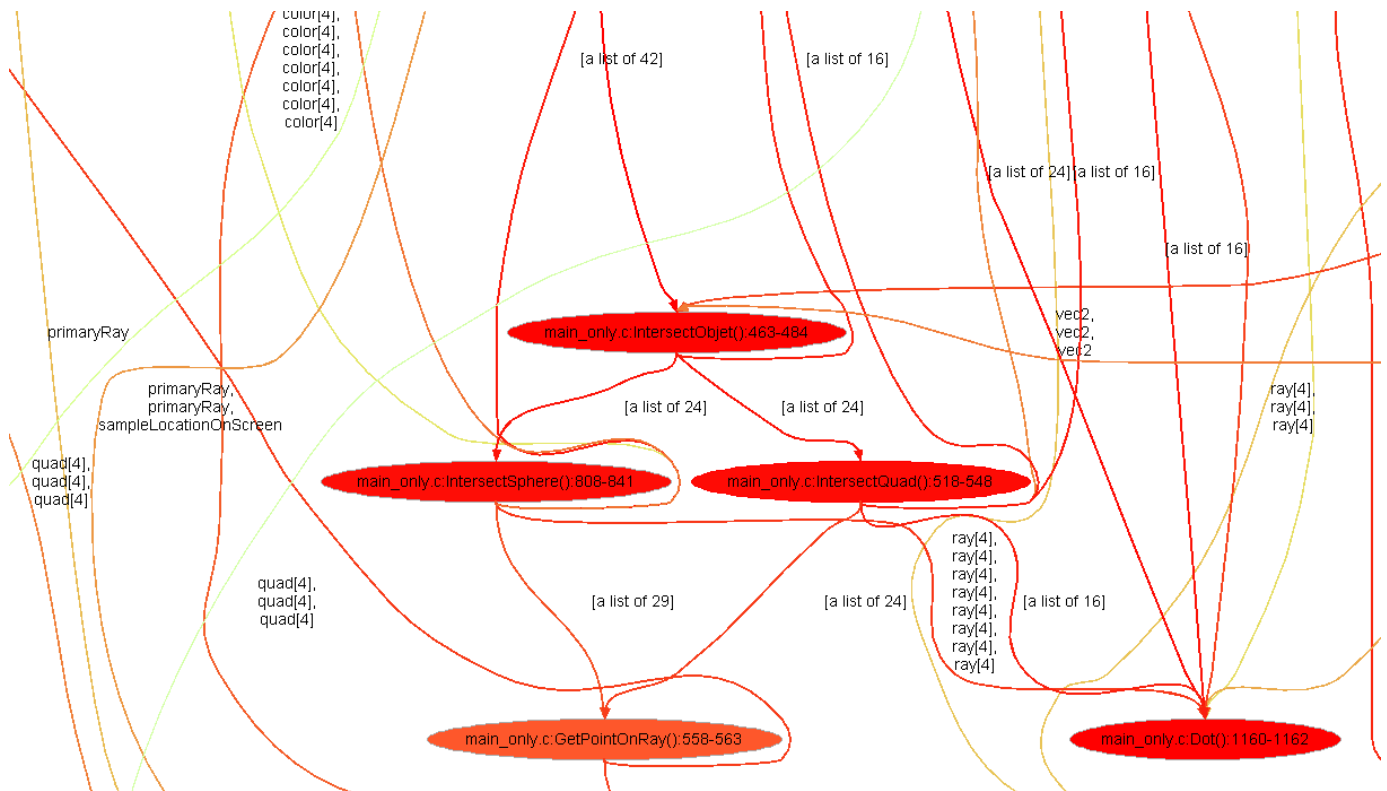 color[4],
color[4],
color[4],
color[4],
color[4],
color[4],
color[4]
[a list of 42]
[a list of 16]
[a list of 24]
[a list of 16]
[a list of 16]
primaryRay
main_only.c:IntersectObjet():463-484
vec2,
vec2,
vec2
primaryRay,
primaryRay,
sampleLocationOnScreen
[a list of 24]
[a list of 24]
ray[4],
ray[4],
ray[4]
quad[4],
quad[4],
quad[4]
main_only.c:IntersectSphere():808-841
main_only.c:IntersectQuad():518-548
quad[4],
quad[4],
quad[4]
[a list of 29]
[a list of 24]
ray[4],
ray[4],
ray[4],
ray[4],
ray[4],
ray[4],
ray[4],
ray[4]
[a list of 16]
main_only.c:GetPointOnRay():558-563
main_only.c:Dot():1160-1162